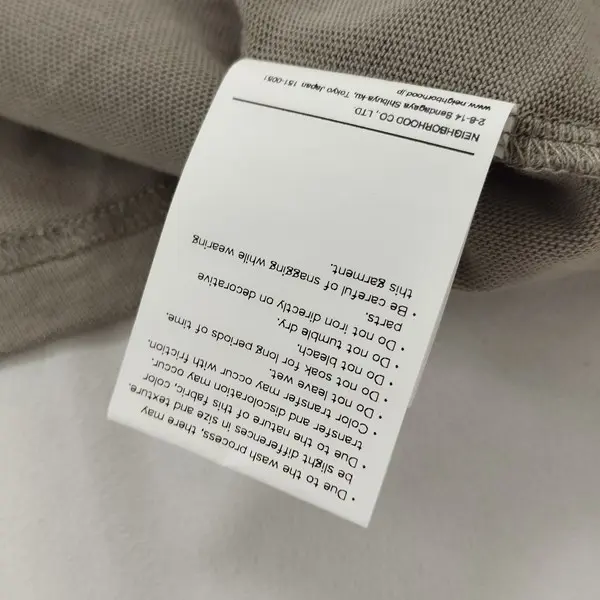 • Due to the wash process, there may
be slight differences in size and texture.
• Due to the nature of this fabric, color
transfer and discoloration may occur.
• Color transfer may occur with friction.
• Do not leave wet.
• Do not soak for long periods of time.
• Do not bleach.
• Do not tumble dry.
• Do not iron directly on decorative
parts.
• Be careful of snagging while wearing
this garment.
NEIGHBORHOOD CO., LTD.
2-8-14 Sendagaya Shibuya-ku, Tokyo Japan 151-0051
www.neighborhood.jp